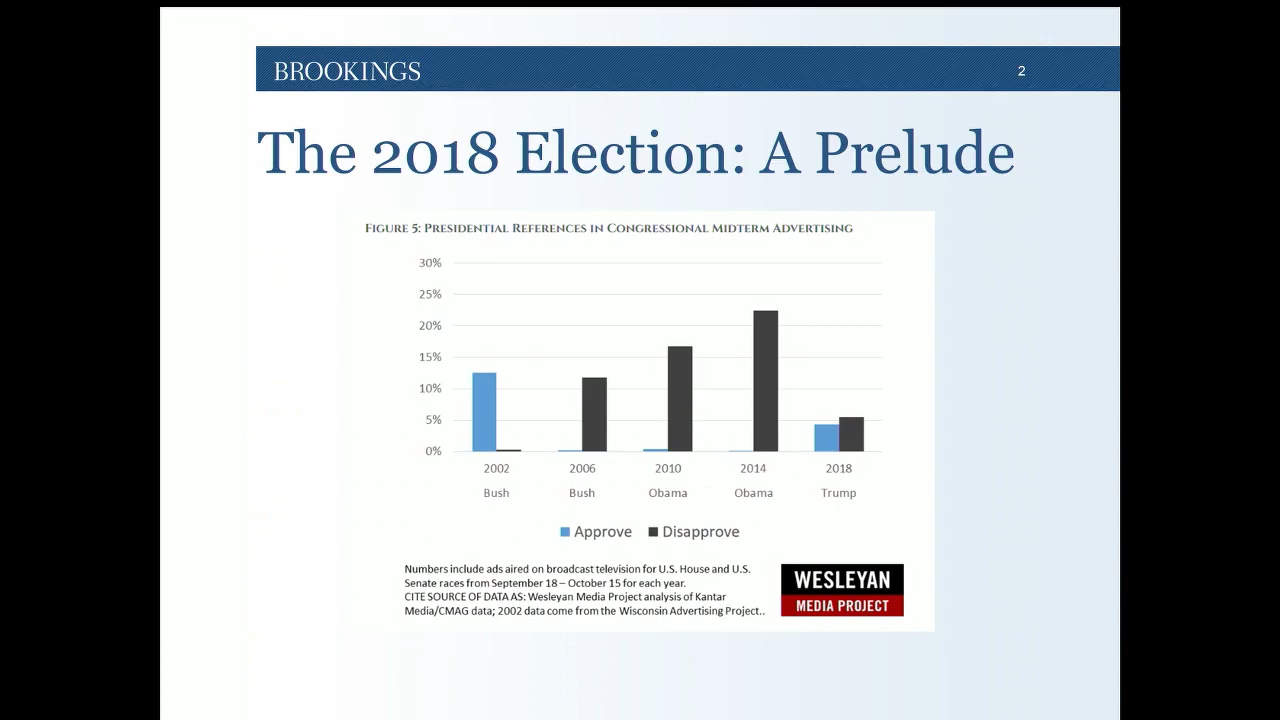 BROOKINGS
2
The 2018 Election: A Prelude
Figure 5: Presidential References in Congressional Midterm Advertising
30%
25%
20%
15%
10%
5%
0%
2002 2006 2010 2014 2018
Bush Bush Obama Obama Trump
Approve Disapprove
Numbers include ads aired on broadcast television for U.S. House and U.S.
Senate races from September 18 – October 15 for each year.
CITE SOURCE OF DATA AS: Wesleyan Media Project analysis of Kantar
Media/CMAG data; 2002 data come from the Wisconsin Advertising Project..
WESLEYAN
MEDIA PROJECT